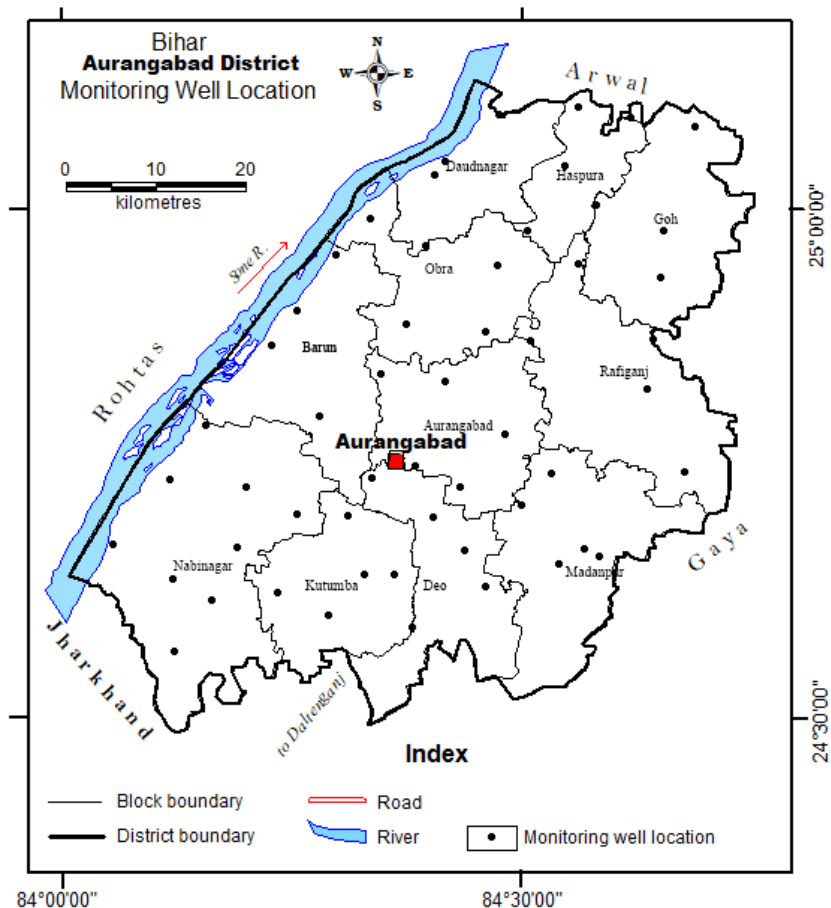 Bihar
Aurangabad District
Monitoring Well Location
N
W E
S
Arwal
0 10 20
kilometres
Daudnagar
Haspura
Goh
25°00'00"
Sone R.
Obra
Rohtas
Barun
Rafiganj
Aurangabad
Aurangabad
Gaya
Nabinagar
Kutumba
Deo
Madanpur
Jharkhand
to Daltenganj
24°30'00"
Index
Block boundary
Road
District boundary
River
Monitoring well location
84°00'00"
84°30'00"